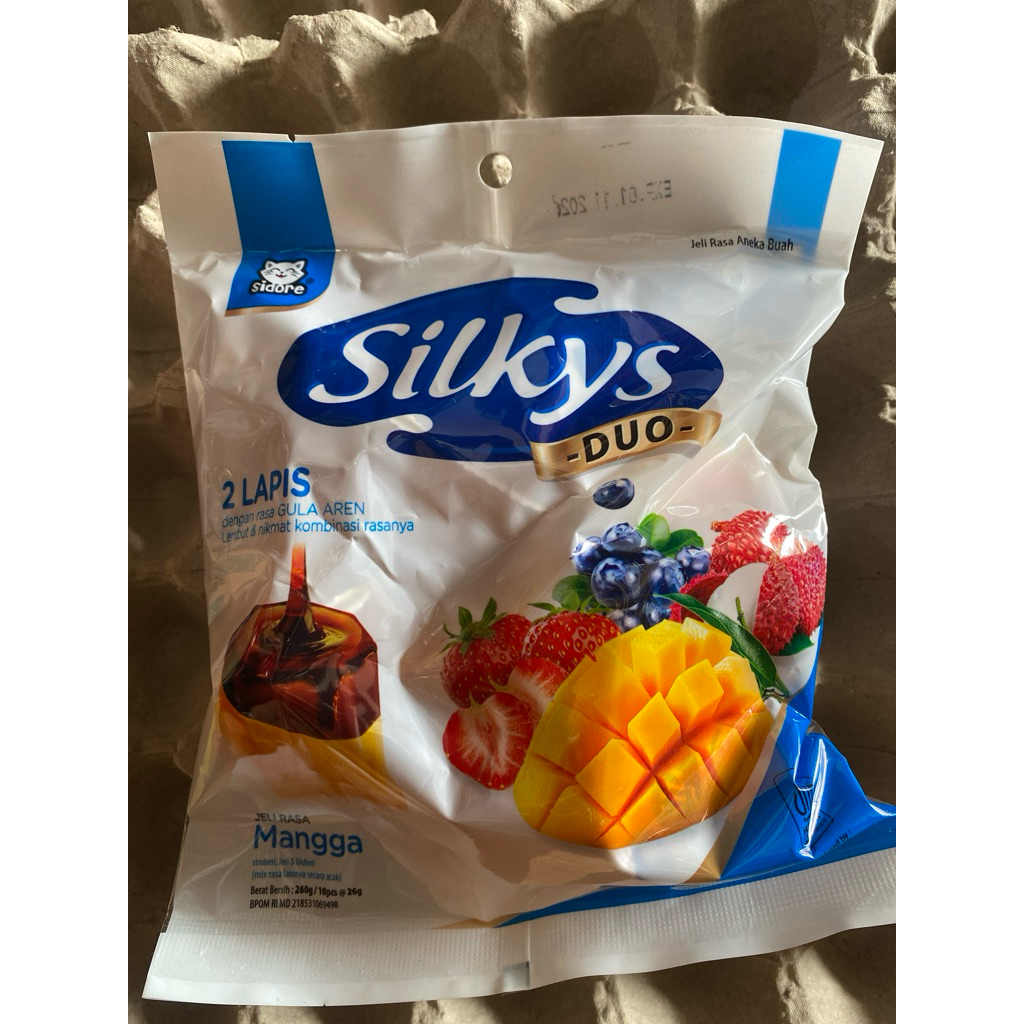 EXP. 01. 11 202
Jeli Rasa Aneka Buah
sidore
Silkys
-DUO-
2 LAPIS
dengan rasa GULA AREN
Lembut & nikmat kombinasi rasanya
JELI RASA
Mangga
stroberi, leci & bluberi
(mix rasa lainnya secara acak)
Berat Bersih : 260g / 10pcs @ 26g
BPOM RI MD 218531069498